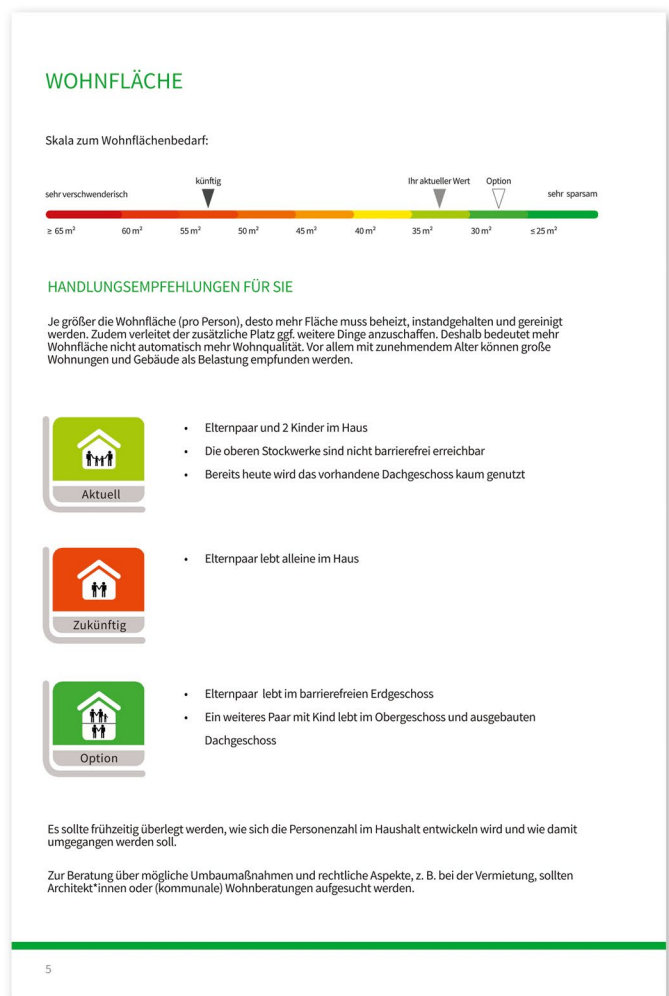 WOHNFLÄCHE
Skala zum Wohnflächenbedarf:
künftig
Ihr aktueller Wert
Option
sehr verschwenderisch
sehr sparsam
≥ 65 m²
60 m²
55 m²
50 m²
45 m²
40 m²
35 m²
30 m²
≤ 25 m²
HANDLUNGSEMPFEHLUNGEN FÜR SIE
Je größer die Wohnfläche (pro Person), desto mehr Fläche muss beheizt, instandgehalten und gereinigt
werden. Zudem verleitet der zusätzliche Platz ggf. weitere Dinge anzuschaffen. Deshalb bedeutet mehr
Wohnfläche nicht automatisch mehr Wohnqualität. Vor allem mit zunehmendem Alter können große
Wohnungen und Gebäude als Belastung empfunden werden.
Aktuell
• Elternpaar und 2 Kinder im Haus
• Die oberen Stockwerke sind nicht barrierefrei erreichbar
• Bereits heute wird das vorhandene Dachgeschoss kaum genutzt
Zukünftig
• Elternpaar lebt alleine im Haus
Option
• Elternpaar lebt im barrierefreien Erdgeschoss
• Ein weiteres Paar mit Kind lebt im Obergeschoss und ausgebauten
Dachgeschoss
Es sollte frühzeitig überlegt werden, wie sich die Personenzahl im Haushalt entwickeln wird und wie damit
umgegangen werden soll.
Zur Beratung über mögliche Umbaumaßnahmen und rechtliche Aspekte, z. B. bei der Vermietung, sollten
Architekt*innen oder (kommunale) Wohnberatungen aufgesucht werden.
5